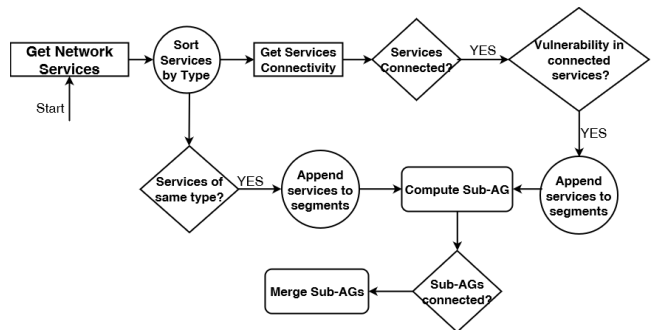 Get Network
Services
Start
Sort
Services
by Type
Get Services
Connectivity
Services
Connected?
YES
Vulnerability in
connected
services?
YES
Services of
same type?
YES
Append
services to
segments
Compute Sub-AG
Append
services to
segments
Merge Sub-AGs
Sub-AGs
connected?